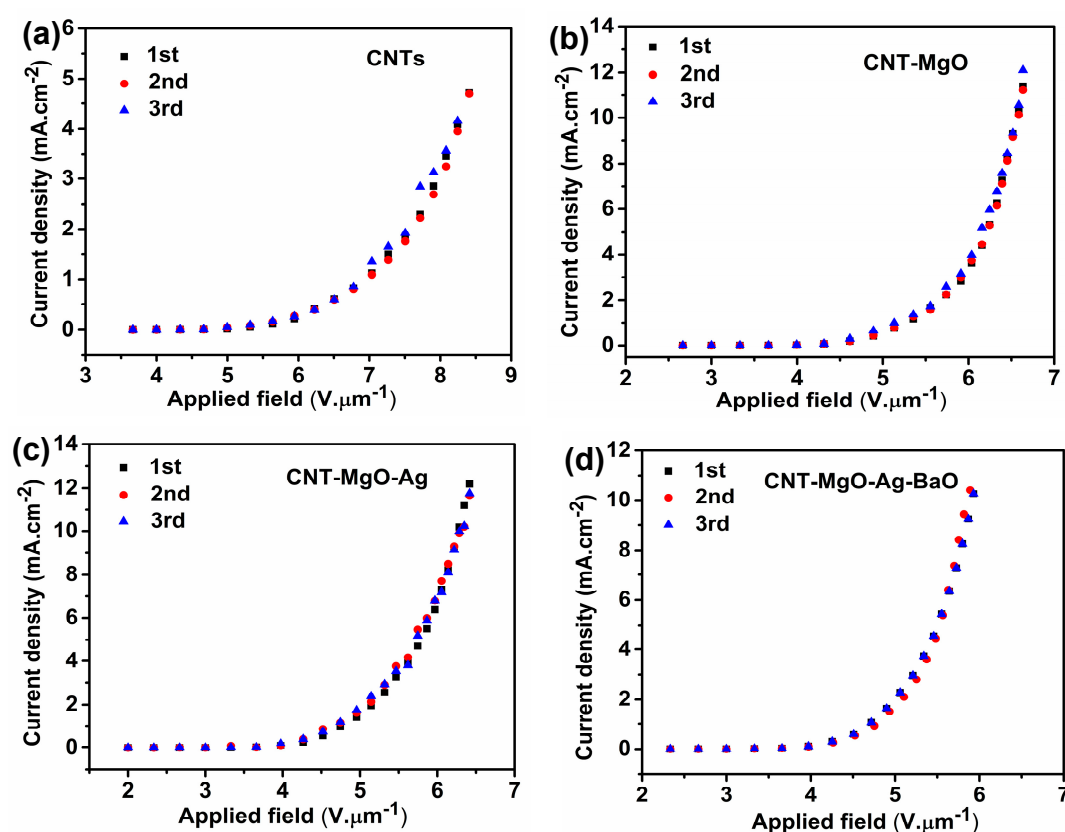 (a)
CNTs
1st
2nd
3rd
Current density (mA.cm⁻²)
6
5
4
3
2
1
0
3 4 5 6 7 8 9
Applied field (V.µm⁻¹)
(b)
CNT-MgO
1st
2nd
3rd
Current density (mA.cm⁻²)
14
12
10
8
6
4
2
0
2 3 4 5 6 7
Applied field (V.µm⁻¹)
(c)
CNT-MgO-Ag
1st
2nd
3rd
Current density (mA.cm⁻²)
14
12
10
8
6
4
2
0
2 3 4 5 6 7
Applied field (V.µm⁻¹)
(d)
CNT-MgO-Ag-BaO
1st
2nd
3rd
Current density (mA.cm⁻²)
12
10
8
6
4
2
0
2 3 4 5 6 7
Applied field (V.µm⁻¹)